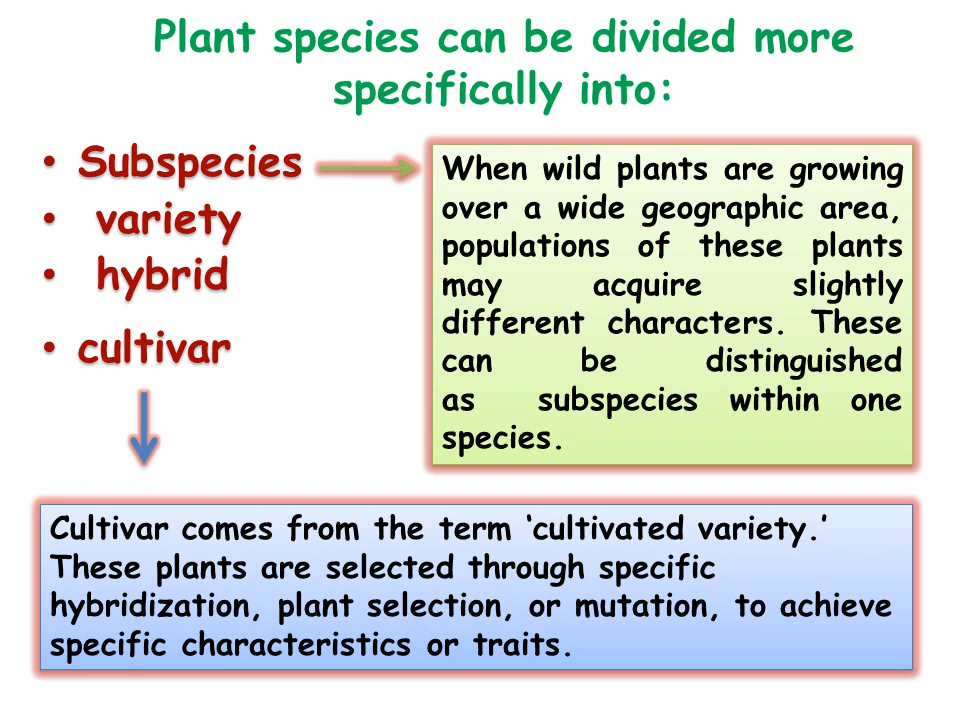 Plant species can be divided more
specifically into:
• Subspecies
• variety
• hybrid
• cultivar
When wild plants are growing
over a wide geographic area,
populations of these plants
may acquire slightly
different characters. These
can be distinguished
as subspecies within one
species.
Cultivar comes from the term ‘cultivated variety.’
These plants are selected through specific
hybridization, plant selection, or mutation, to achieve
specific characteristics or traits.